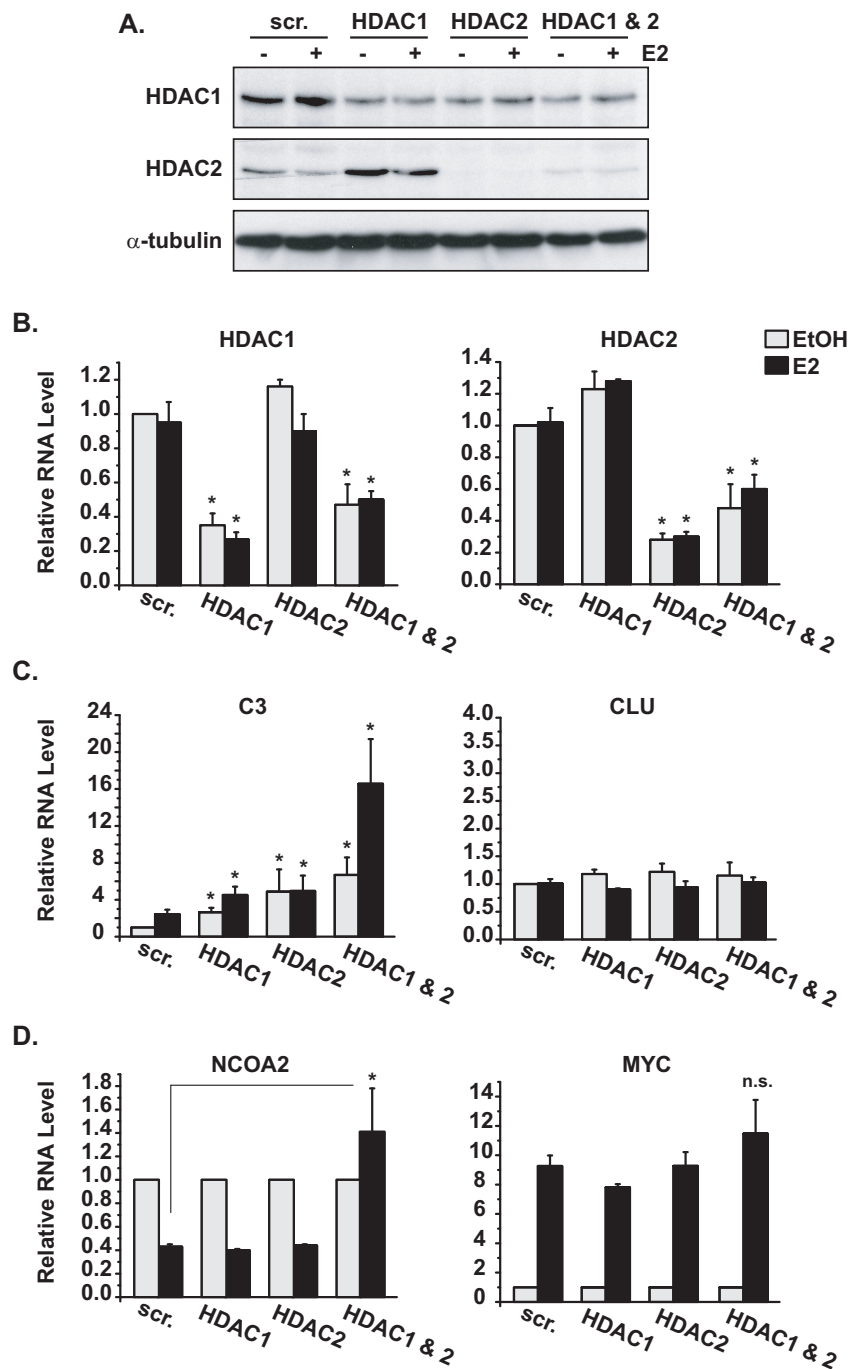 A.
scr. HDAC1 HDAC2 HDAC1 & 2
- + - + - + - + E2
HDAC1
HDAC2
α-tubulin
B.
HDAC1
Relative RNA Level
1.2
1.0
0.8
0.6
0.4
0.2
0.0
* * * *
scr. HDAC1 HDAC2 HDAC1 & 2
HDAC2
1.4
1.2
1.0
0.8
0.6
0.4
0.2
0.0
* * * *
scr. HDAC1 HDAC2 HDAC1 & 2
EtOH
E2
C.
C3
Relative RNA Level
24
20
16
12
8
4
0
* * * * * *
scr. HDAC1 HDAC2 HDAC1 & 2
CLU
4.0
3.5
3.0
2.5
2.0
1.5
1.0
0.5
0.0
scr. HDAC1 HDAC2 HDAC1 & 2
D.
NCOA2
Relative RNA Level
1.8
1.6
1.4
1.2
1.0
0.8
0.6
0.4
0.2
0.0
*
scr. HDAC1 HDAC2 HDAC1 & 2
MYC
14
12
10
8
6
4
2
0
n.s.
scr. HDAC1 HDAC2 HDAC1 & 2